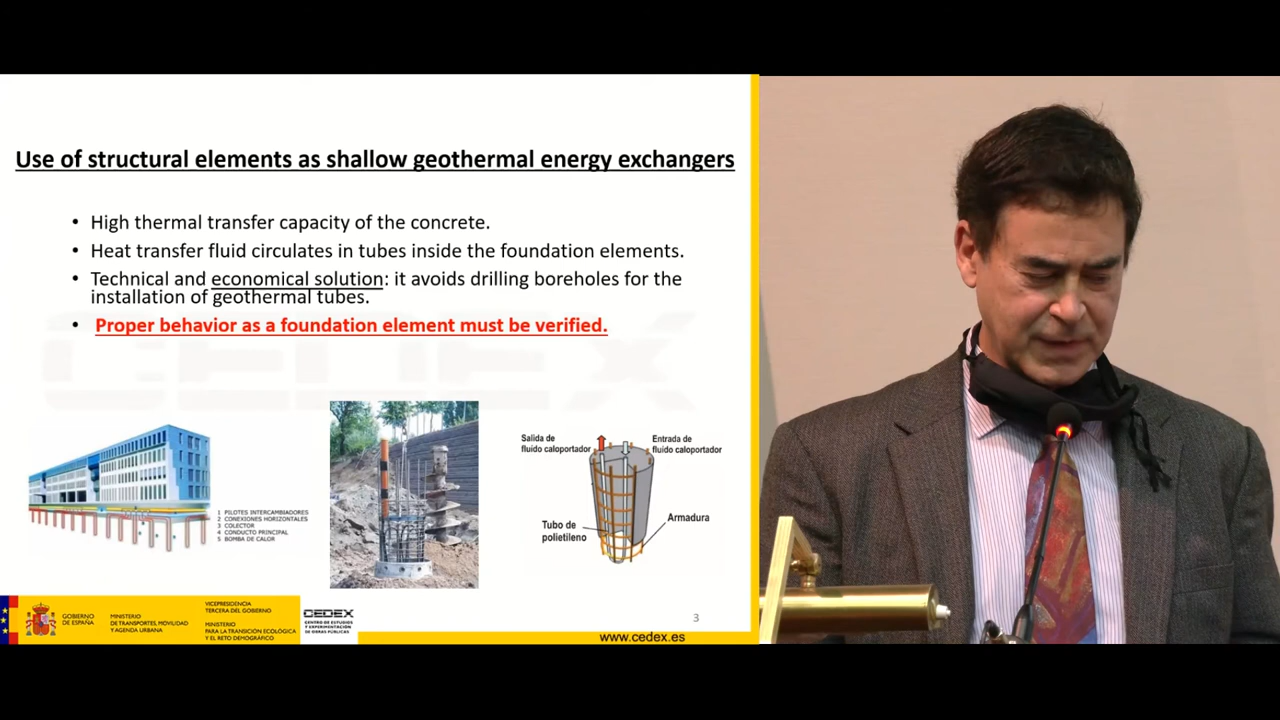 Use of structural elements as shallow geothermal energy exchangers
• High thermal transfer capacity of the concrete.
• Heat transfer fluid circulates in tubes inside the foundation elements.
• Technical and economical solution: it avoids drilling boreholes for the
installation of geothermal tubes.
• Proper behavior as a foundation element must be verified.
CEDEX
1 PILOTES INTERCAMBIADORES
2 CONEXIONES HORIZONTALES
3 COLECTOR
4 CONDUCTO PRINCIPAL
5 BOMBA DE CALOR
Salida de
fluido caloportador
Entrada de
fluido caloportador
Tubo de
polietileno
Armadura
GOBIERNO
DE ESPAÑA
MINISTERIO
DE TRANSPORTES, MOVILIDAD
Y AGENDA URBANA
VICEPRESIDENCIA
TERCERA DEL GOBIERNO
MINISTERIO
PARA LA TRANSICIÓN ECOLÓGICA
Y EL RETO DEMOGRÁFICO
CEDEX
CENTRO DE ESTUDIOS
Y EXPERIMENTACIÓN
DE OBRAS PÚBLICAS
3
www.cedex.es